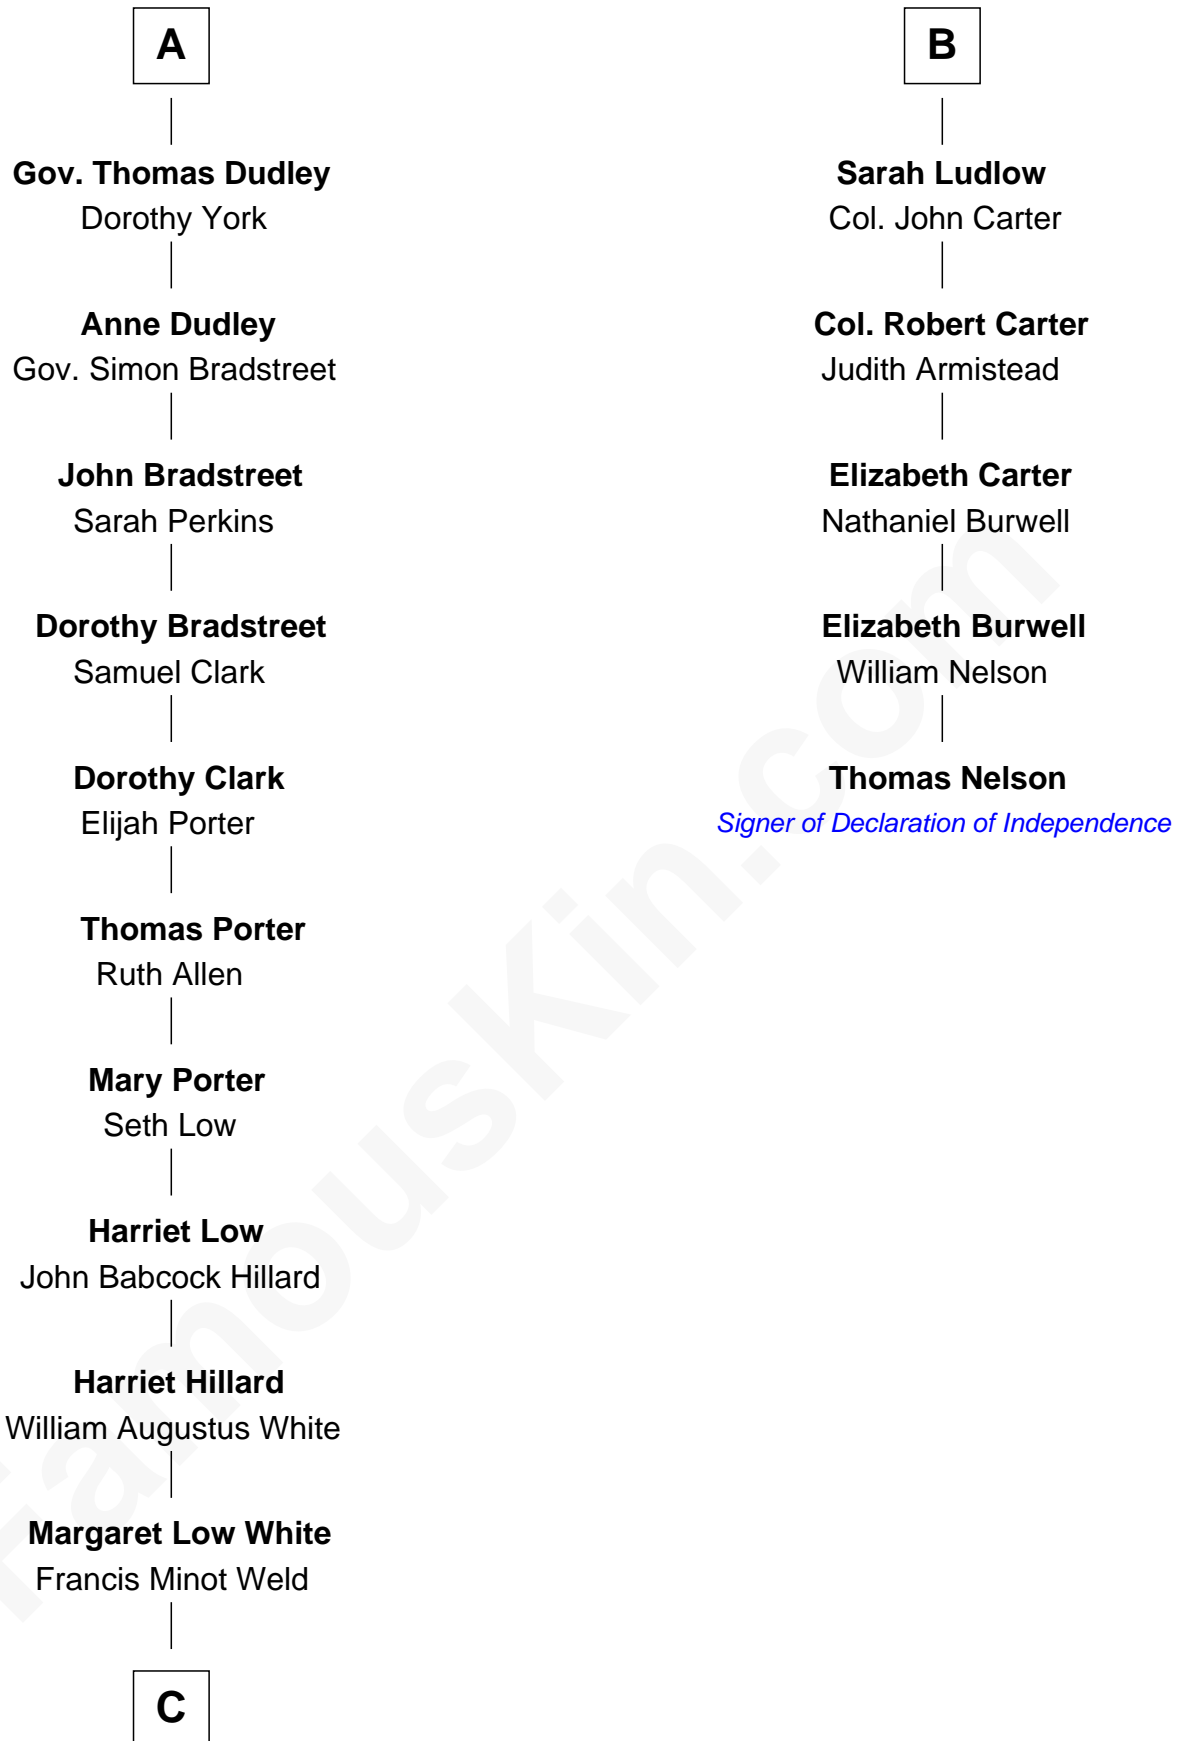 A
Gov. Thomas Dudley
Dorothy York
Anne Dudley
Gov. Simon Bradstreet
John Bradstreet
Sarah Perkins
Dorothy Bradstreet
Samuel Clark
Dorothy Clark
Elijah Porter
Thomas Porter
Ruth Allen
Mary Porter
Seth Low
Harriet Low
John Babcock Hillard
Harriet Hillard
William Augustus White
Margaret Low White
Francis Minot Weld
C
B
Sarah Ludlow
Col. John Carter
Col. Robert Carter
Judith Armistead
Elizabeth Carter
Nathaniel Burwell
Elizabeth Burwell
William Nelson
Thomas Nelson
Signer of Declaration of Independence
FamousKin.com